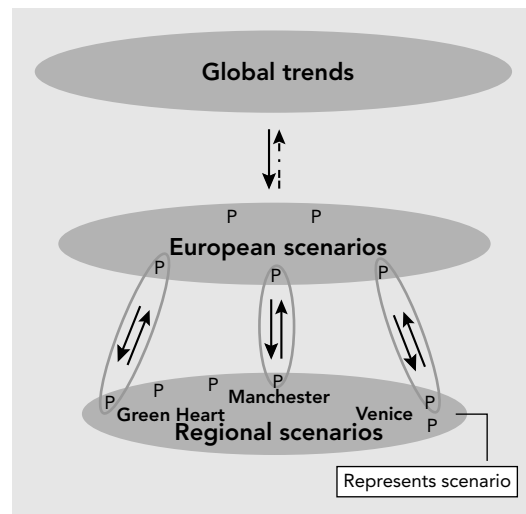 Global trends
P P
European scenarios
P P P
P P P P
Manchester
Green Heart Venice P
P
Regional scenarios
Represents scenario